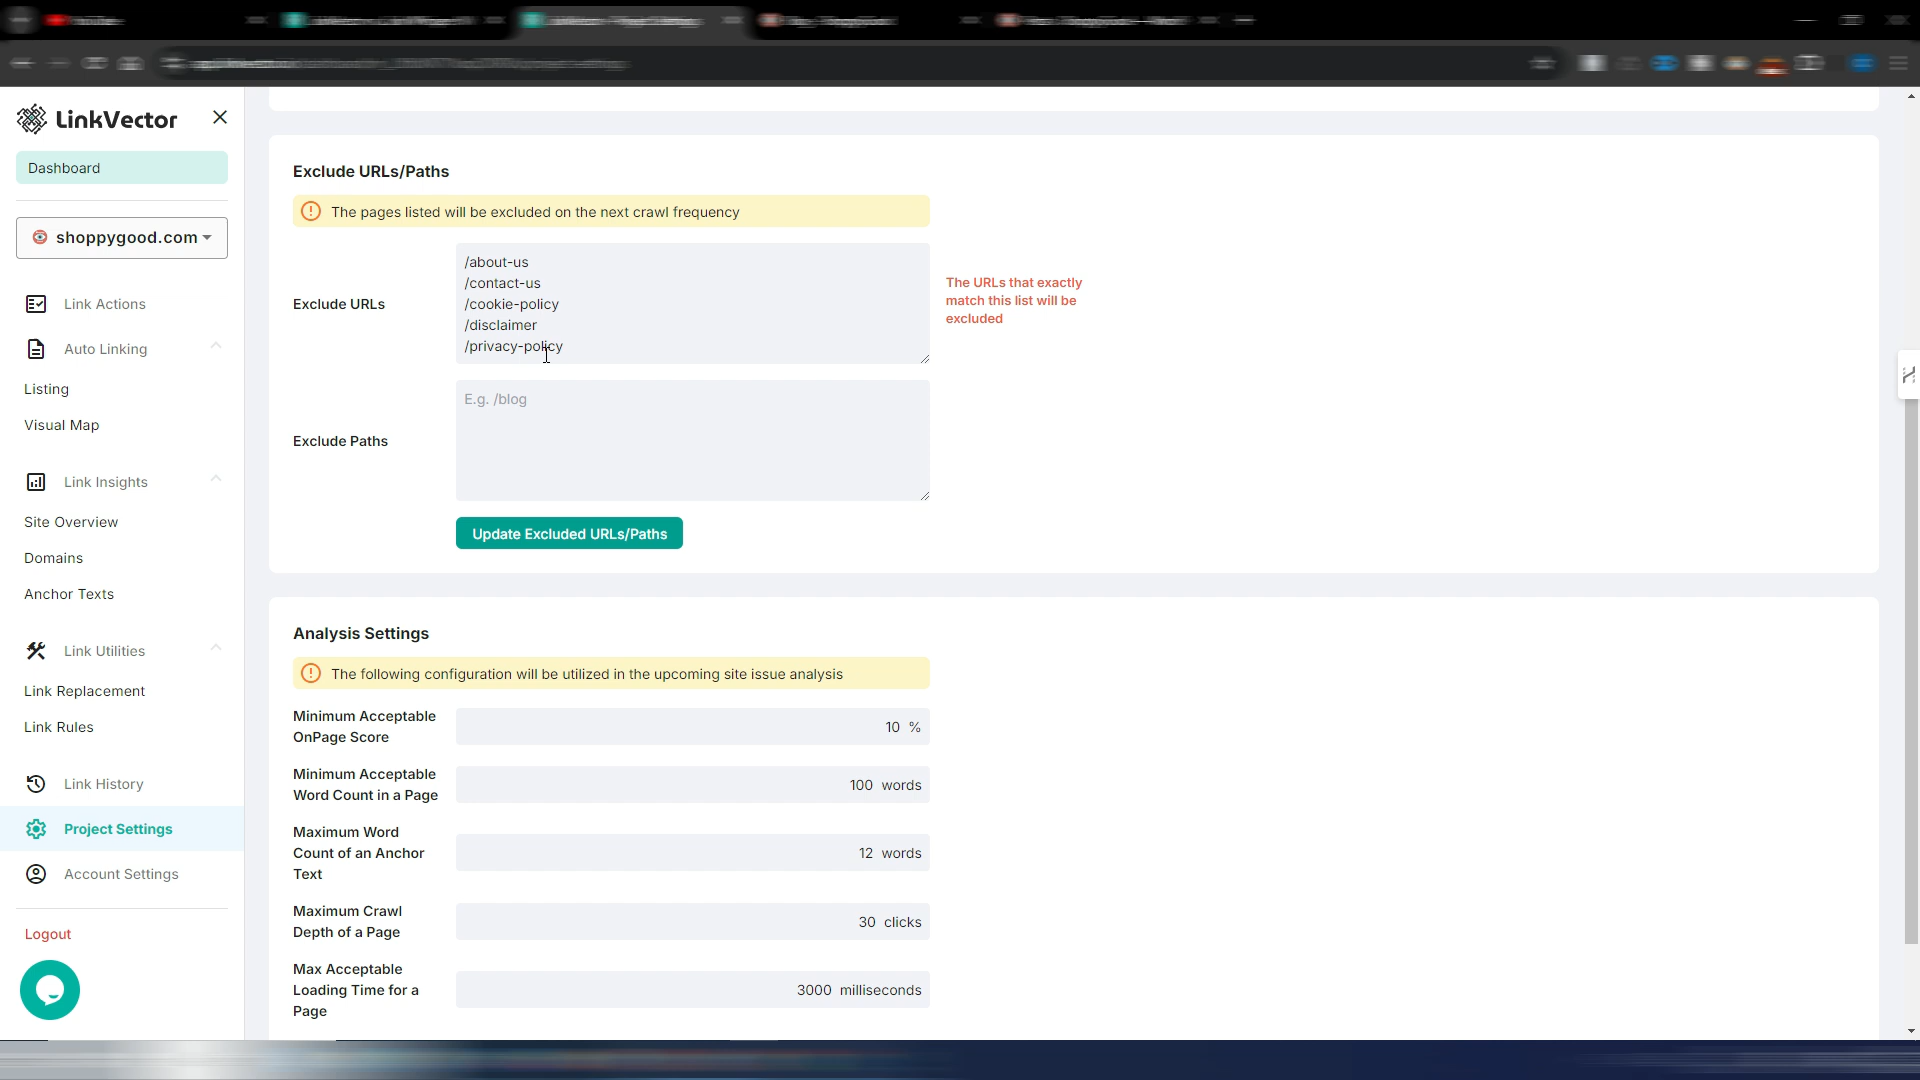 LinkVector
Dashboard
shoppygood.com
Link Actions
Auto Linking
Listing
Visual Map
Link Insights
Site Overview
Domains
Anchor Texts
Link Utilities
Link Replacement
Link Rules
Link History
Project Settings
Account Settings
Logout
Exclude URLs/Paths
The pages listed will be excluded on the next crawl frequency
Exclude URLs
/about-us
/contact-us
/cookie-policy
/disclaimer
/privacy-policy
The URLs that exactly
match this list will be
excluded
Exclude Paths
E.g. /blog
Update Excluded URLs/Paths
Analysis Settings
The following configuration will be utilized in the upcoming site issue analysis
Minimum Acceptable
OnPage Score
10 %
Minimum Acceptable
Word Count in a Page
100 words
Maximum Word
Count of an Anchor
Text
12 words
Maximum Crawl
Depth of a Page
30 clicks
Max Acceptable
Loading Time for a
Page
3000 milliseconds